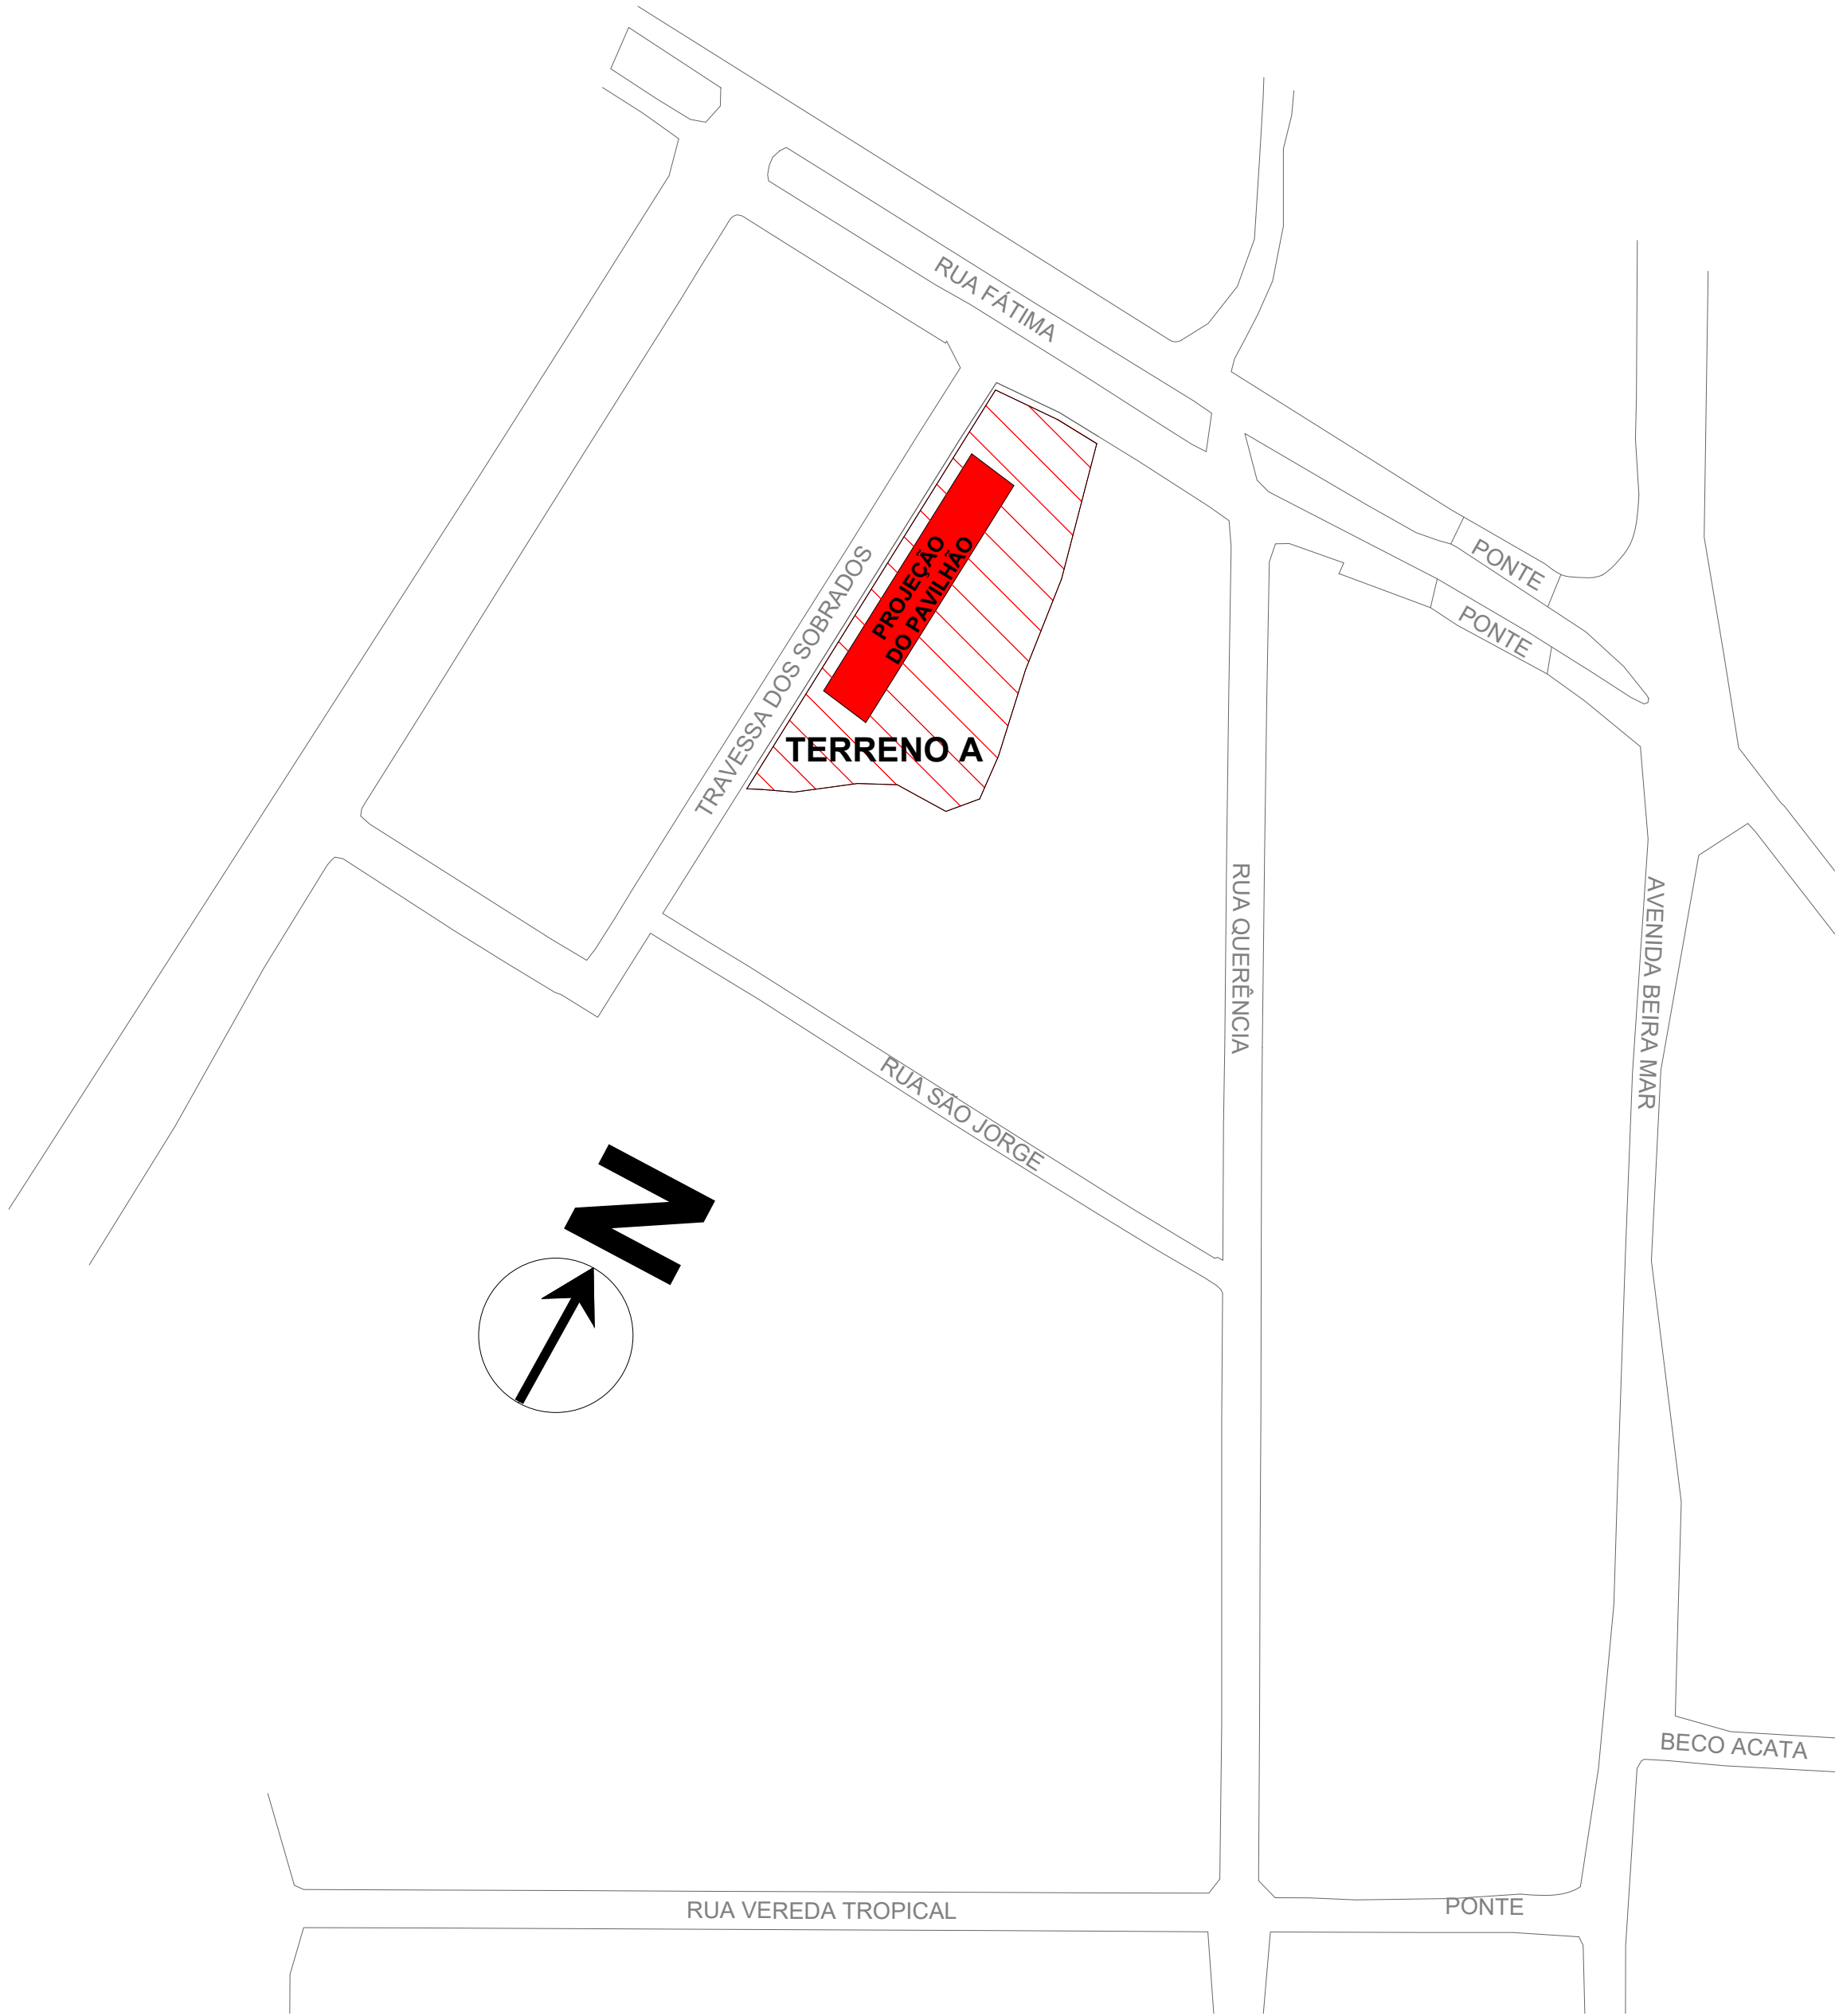 RUA FÁTIMA
PONTE
PONTE
PROJEÇÃO
DO PAVILHÃO
TRAVESSA DOS SOBRADOS
TERRENO A
RUA QUERÊNCIA
AVENIDA BEIRA MAR
RUA SÃO JORGE
N
BECO ACATA
RUA VEREDA TROPICAL
PONTE